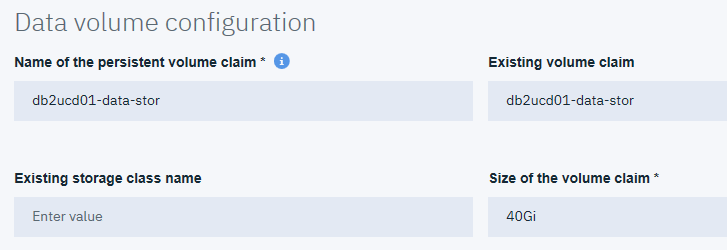 Data volume configuration
Name of the persistent volume claim * i
Existing volume claim
db2ucd01-data-stor
db2ucd01-data-stor
Existing storage class name
Size of the volume claim *
Enter value
40Gi